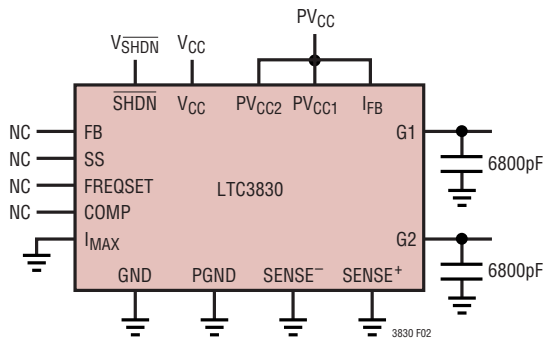 PVCC
VSHDN VCC
SHDN VCC PVCC2 PVCC1 IFB
NC FB G1
NC SS 6800pF
NC FREQSET LTC3830
NC COMP
IMAX G2
6800pF
GND PGND SENSE⁻ SENSE⁺
3830 F02